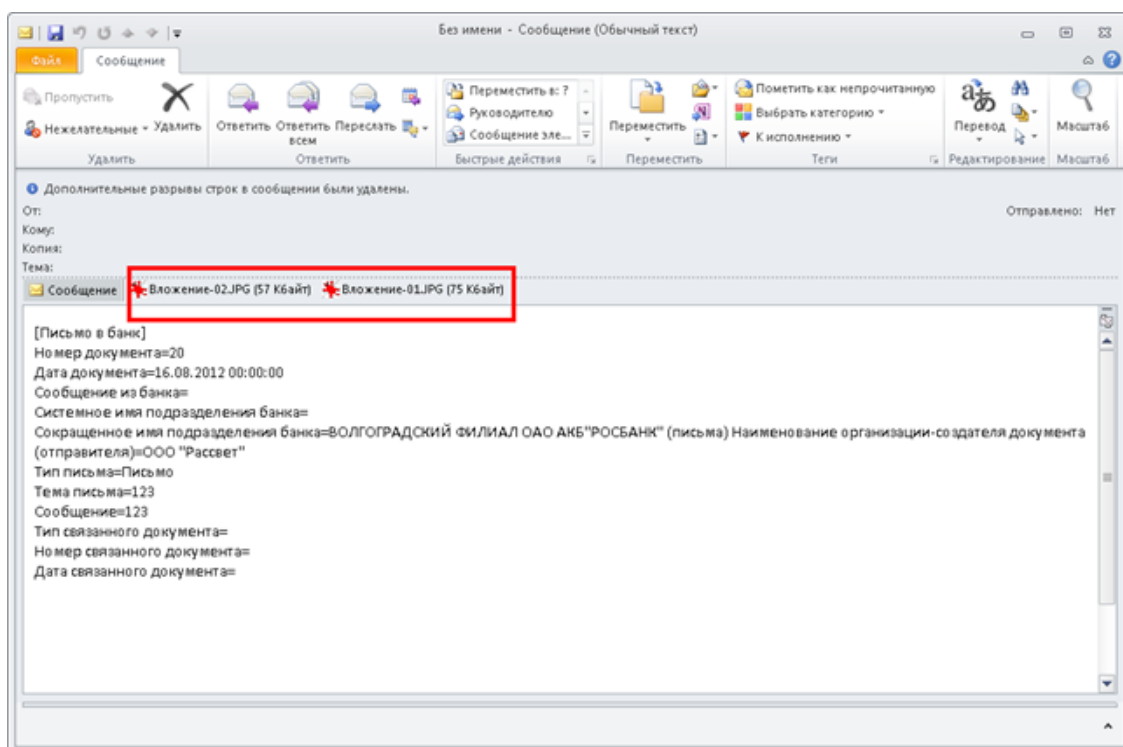 Без имени - Сообщение (Обычный текст)
Файл Сообщение
Пропустить
Нежелательные
Удалить
Ответить
Ответить всем
Переслать
Переместить в: ?
Руководителю
Сообщение эле...
Переместить
Пометить как непрочитанную
Выбрать категорию
К исполнению
Перевод
Масштаб
Удалить Ответить Быстрые действия Переместить Теги Редактирование Масштаб
Дополнительные разрывы строк в сообщении были удалены.
От: Отправлено: Нет
Кому:
Копия:
Тема:
Сообщение Вложение-02.JPG (57 Кбайт) Вложение-01.JPG (75 Кбайт)
[Письмо в банк]
Номер документа=20
Дата документа=16.08.2012 00:00:00
Сообщение из банка=
Системное имя подразделения банка=
Сокращенное имя подразделения банка=ВОЛГОГРАДСКИЙ ФИЛИАЛ ОАО АКБ"РОСБАНК" (письма) Наименование организации-создателя документа
(отправителя)=ООО "Рассвет"
Тип письма=Письмо
Тема письма=123
Сообщение=123
Тип связанного документа=
Номер связанного документа=
Дата связанного документа=